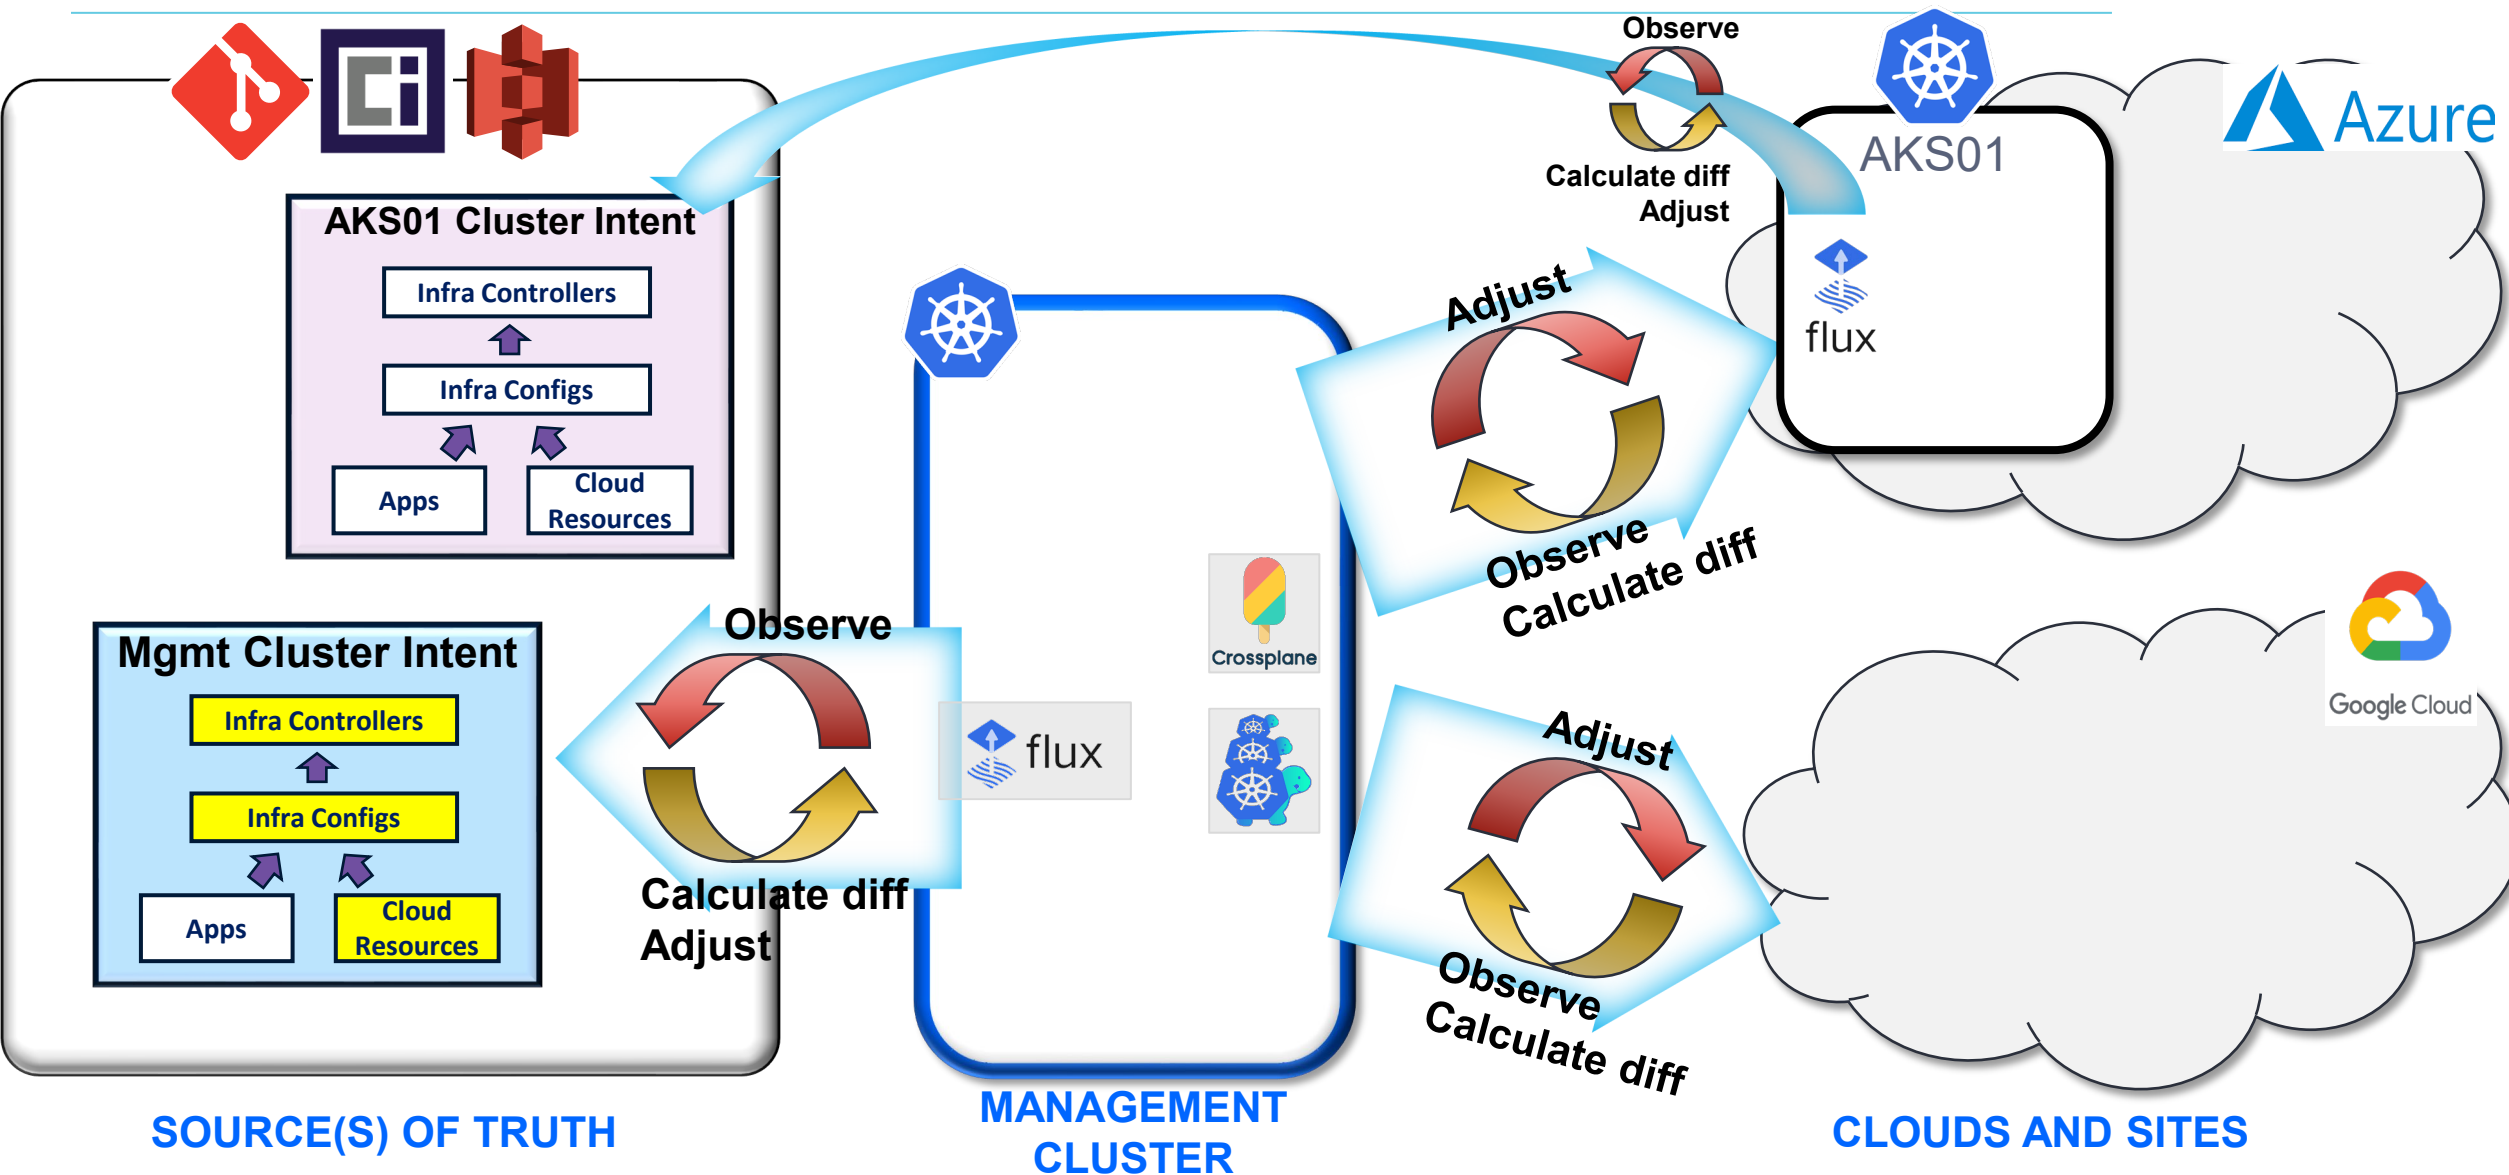 Ci
AKS01 Cluster Intent
Infra Controllers
Infra Configs
Apps
Cloud
Resources
Mgmt Cluster Intent
Infra Controllers
Infra Configs
Apps
Cloud
Resources
SOURCE(S) OF TRUTH
Observe
Calculate diff
Adjust
flux
Crossplane
MANAGEMENT
CLUSTER
Observe
Calculate diff
Adjust
Adjust
Observe
Calculate diff
Adjust
Observe
Calculate diff
AKS01
flux
Azure
Google Cloud
CLOUDS AND SITES